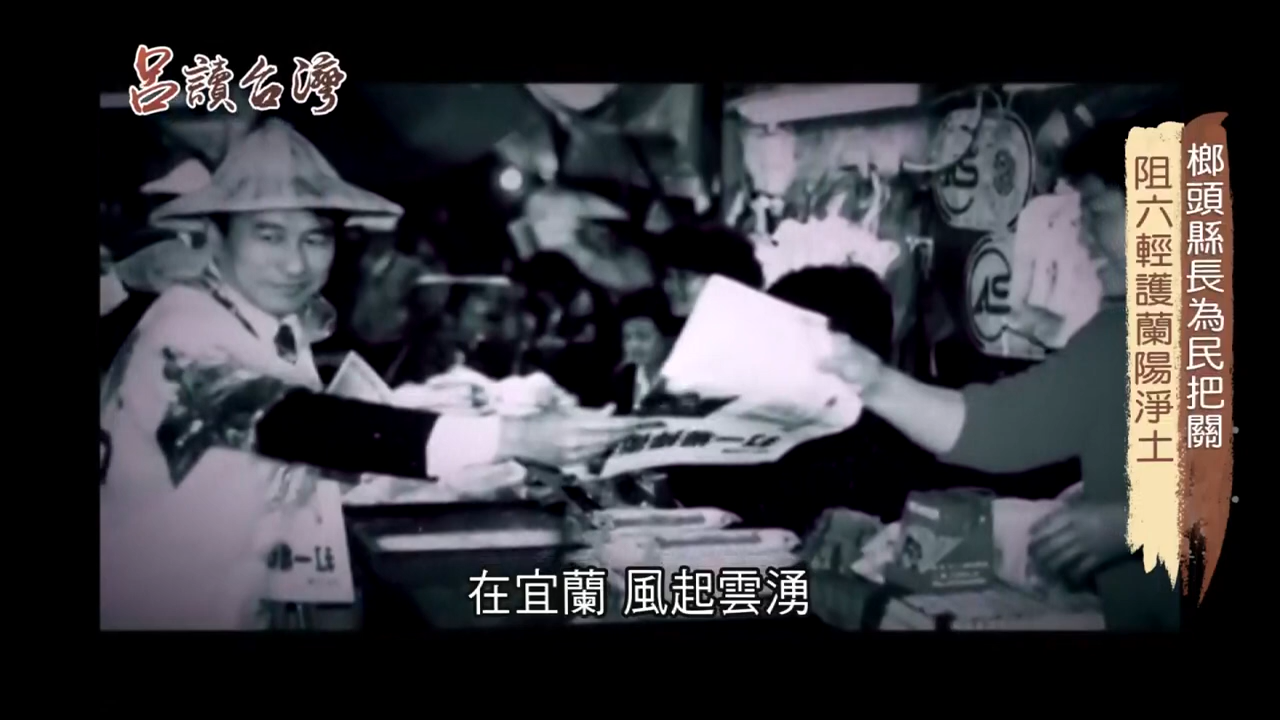 呂讀台灣
榔頭縣長為民把關
阻六輕護蘭陽淨土
在宜蘭 風起雲湧